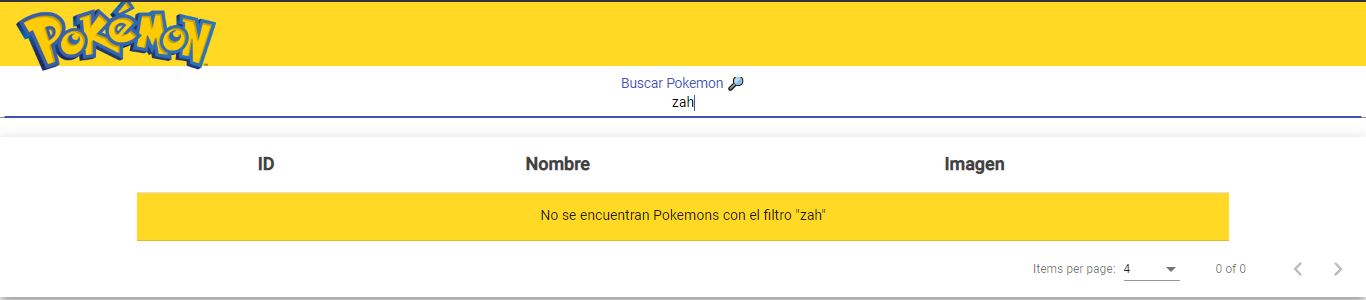 POKéMON
Buscar Pokemon 🔎
zah
ID Nombre Imagen
No se encuentran Pokemons con el filtro "zah"
Items per page: 4 0 of 0